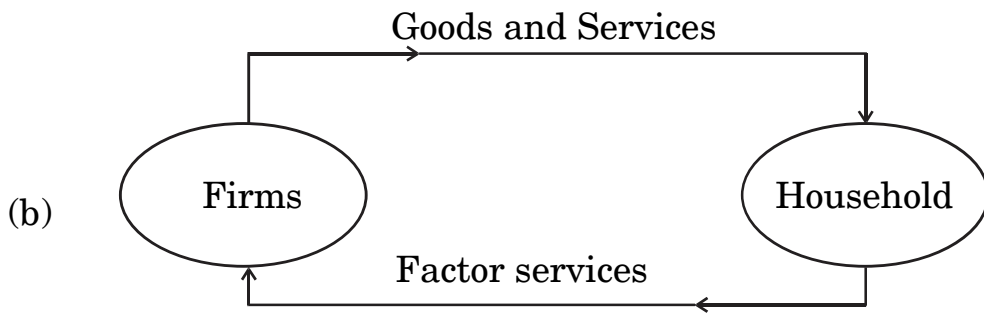 Goods and Services
(b)
Firms
Household
Factor services